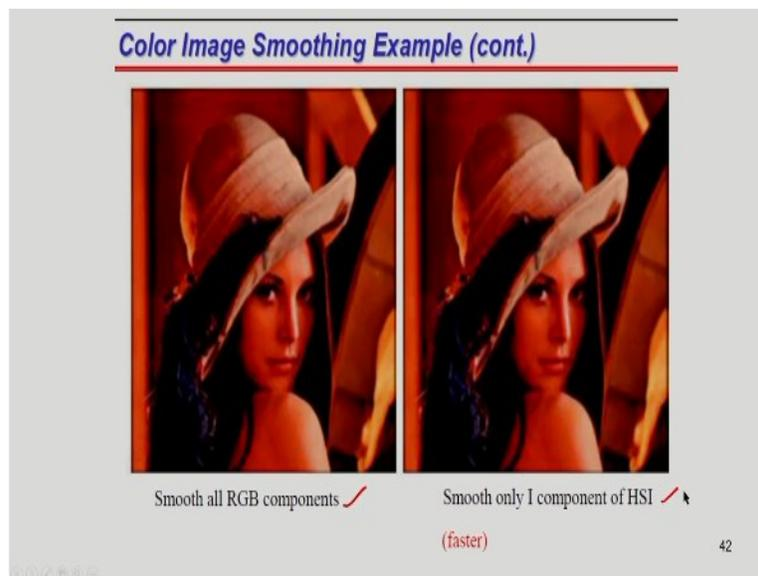 Color Image Smoothing Example (cont.)
Smooth all RGB components
Smooth only I component of HSI
(faster)
42